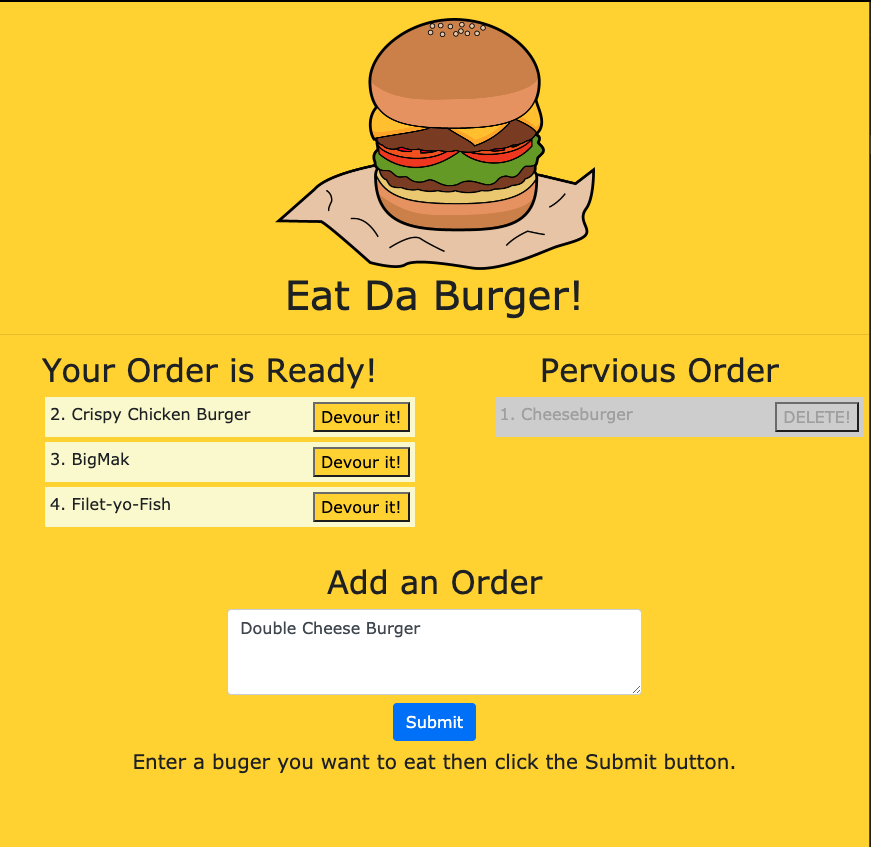 Eat Da Burger!
Your Order is Ready!
2. Crispy Chicken Burger Devour it!
3. BigMak Devour it!
4. Filet-yo-Fish Devour it!
Pervious Order
1. Cheeseburger DELETE!
Add an Order
Double Cheese Burger
Submit
Enter a buger you want to eat then click the Submit button.